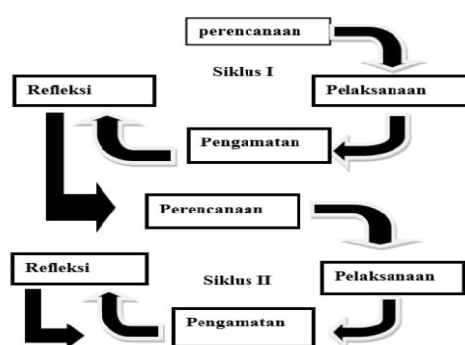 perencanaan
Siklus I
Refleksi
Pelaksanaan
Pengamatan
Perencanaan
Refleksi
Siklus II
Pelaksanaan
Pengamatan